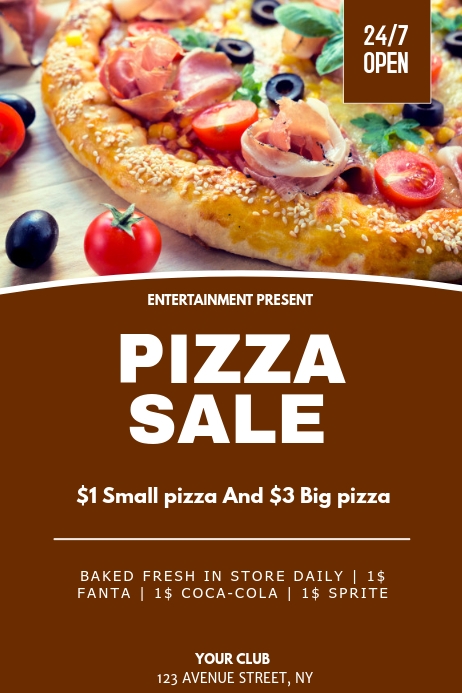 24/7
OPEN
ENTERTAINMENT PRESENT
PIZZA
SALE
$1 Small pizza And $3 Big pizza
BAKED FRESH IN STORE DAILY | 1$
FANTA | 1$ COCA-COLA | 1$ SPRITE
YOUR CLUB
123 AVENUE STREET, NY